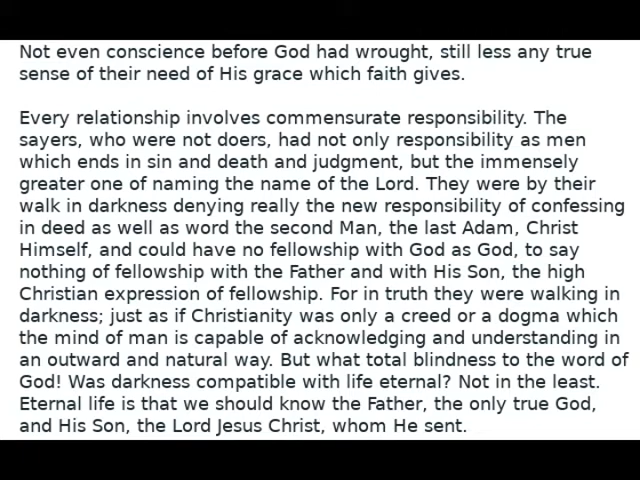 Not even conscience before God had wrought, still less any true
sense of their need of His grace which faith gives.
Every relationship involves commensurate responsibility. The
sayers, who were not doers, had not only responsibility as men
which ends in sin and death and judgment, but the immensely
greater one of naming the name of the Lord. They were by their
walk in darkness denying really the new responsibility of confessing
in deed as well as word the second Man, the last Adam, Christ
Himself, and could have no fellowship with God as God, to say
nothing of fellowship with the Father and with His Son, the high
Christian expression of fellowship. For in truth they were walking in
darkness; just as if Christianity was only a creed or a dogma which
the mind of man is capable of acknowledging and understanding in
an outward and natural way. But what total blindness to the word of
God! Was darkness compatible with life eternal? Not in the least.
Eternal life is that we should know the Father, the only true God,
and His Son, the Lord Jesus Christ, whom He sent.